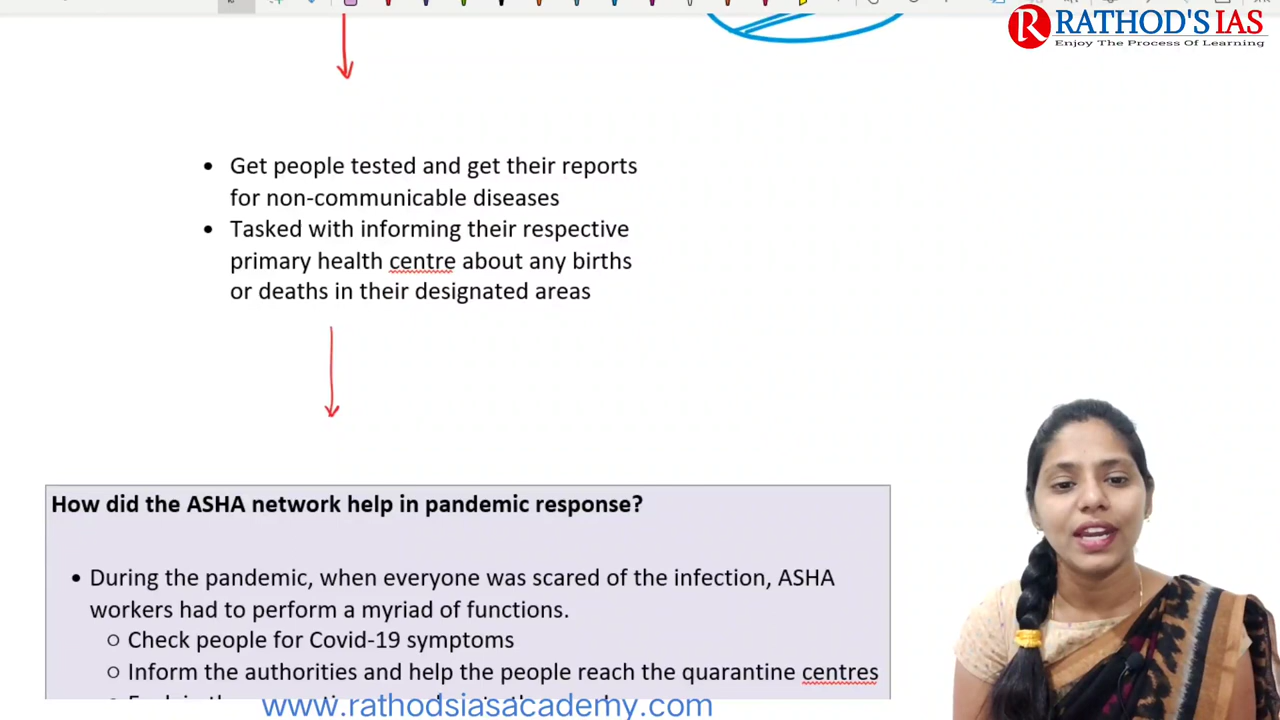 RATHOD'S IAS
Enjoy The Process Of Learning
• Get people tested and get their reports
for non-communicable diseases
• Tasked with informing their respective
primary health centre about any births
or deaths in their designated areas
How did the ASHA network help in pandemic response?
• During the pandemic, when everyone was scared of the infection, ASHA
workers had to perform a myriad of functions.
○ Check people for Covid-19 symptoms
○ Inform the authorities and help the people reach the quarantine centres
www.rathodsiasacademy.com